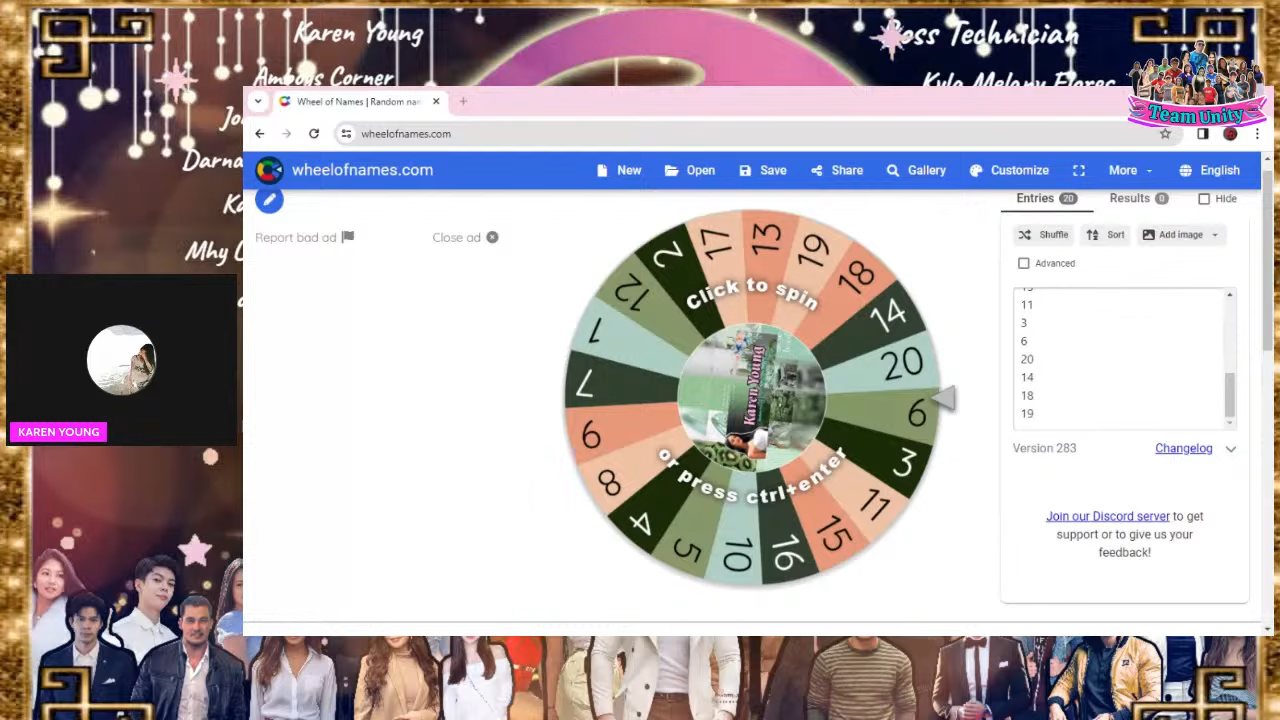 Karen Young
Boss Technician
Amboys Corner
Kyla Melany Flores
Team Unity
Darna
Mhy
KAREN YOUNG
Wheel of Names | Random na
wheelofnames.com
wheelofnames.com
New
Open
Save
Share
Gallery
Customize
More
English
Report bad ad
Close ad
Entries 20
Results 0
Hide
Shuffle
Sort
Add image
Advanced
11
3
6
20
14
18
19
Version 283
Changelog
Join our Discord server to get
support or to give us your
feedback!
Click to spin
or press ctrl+enter
Karen Young
2
17
13
19
18
14
20
6
3
11
15
16
10
5
4
8
9
7
1
12